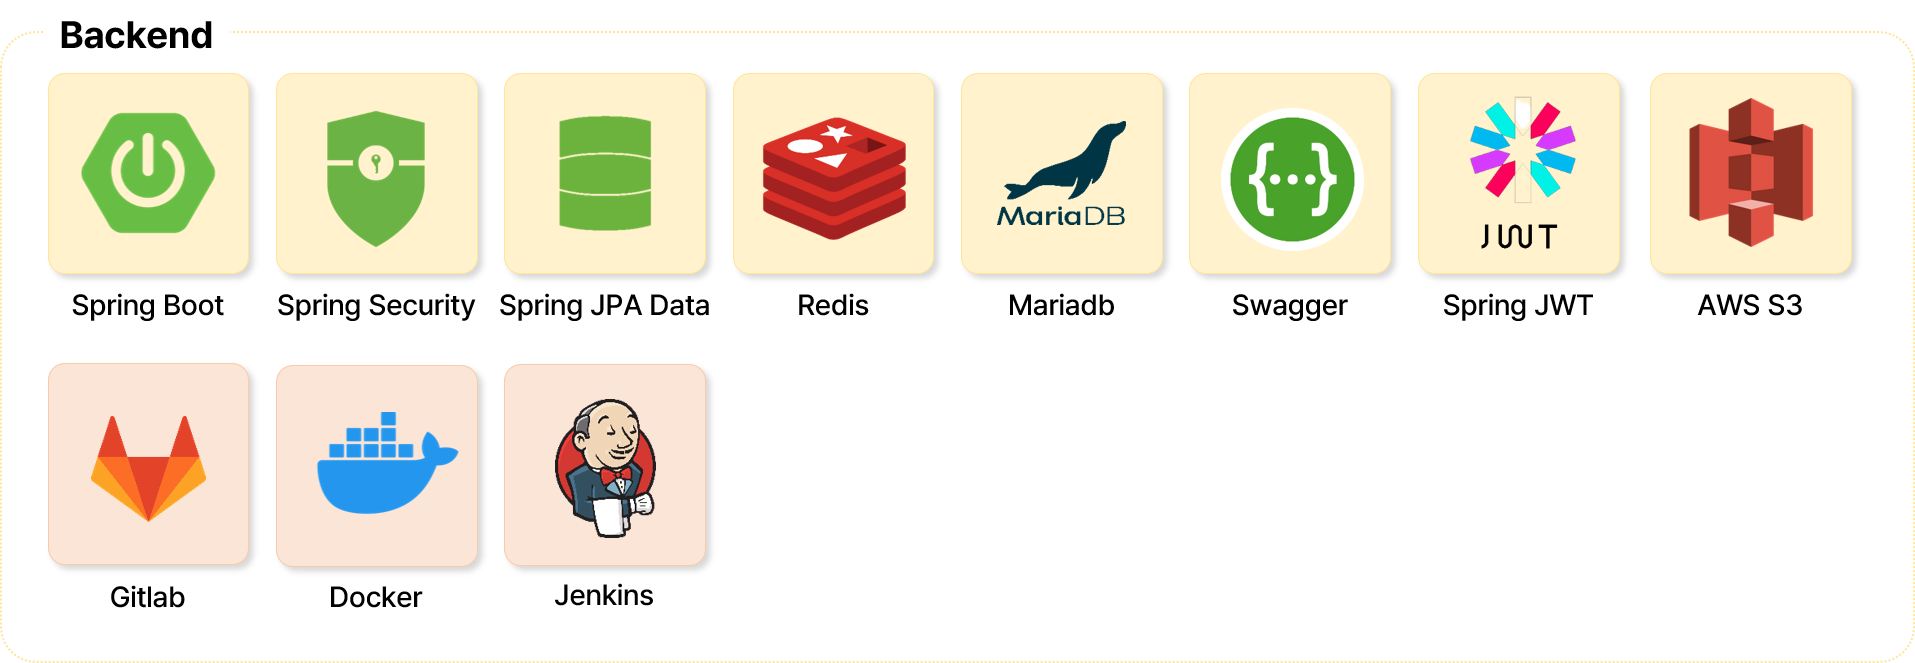 Backend
MariaDB
JWT
Spring Boot
Spring Security
Spring JPA Data
Redis
Mariadb
Swagger
Spring JWT
AWS S3
Gitlab
Docker
Jenkins